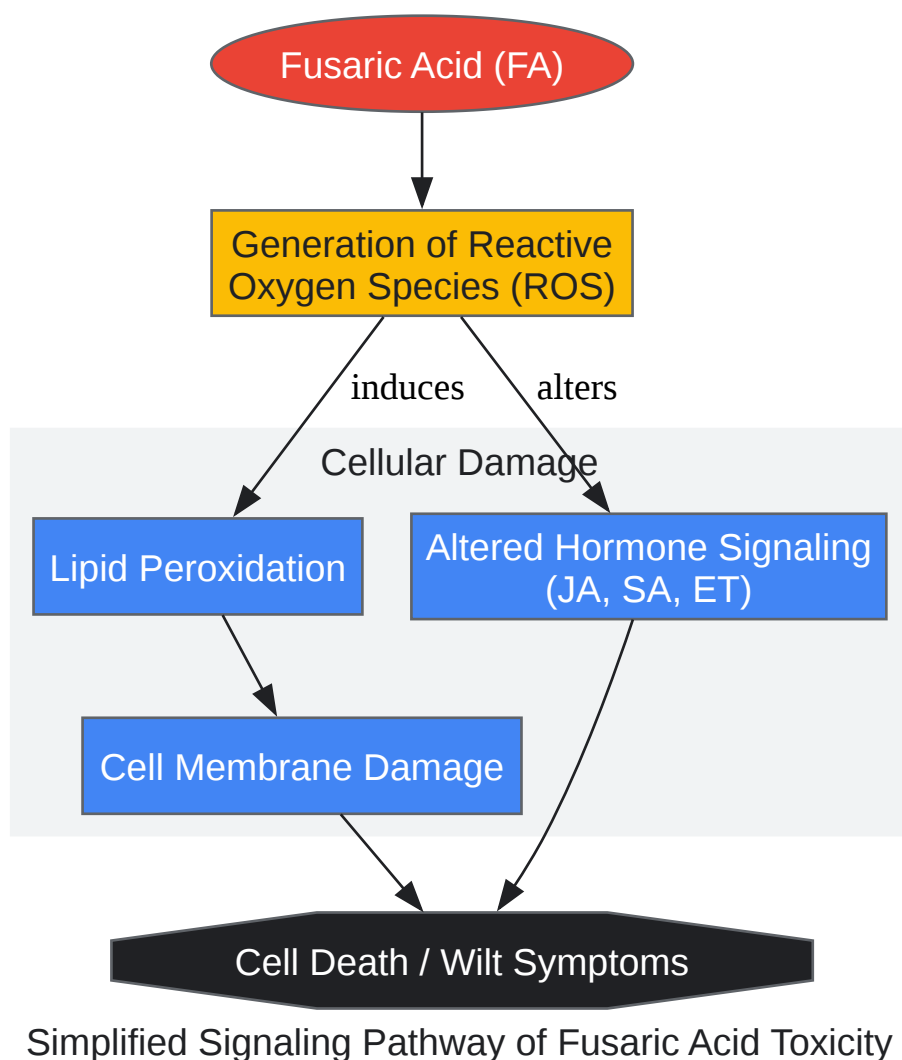 Fusaric Acid (FA)
Generation of Reactive
Oxygen Species (ROS)
induces
alters
Cellular Damage
Lipid Peroxidation
Altered Hormone Signaling
(JA, SA, ET)
Cell Membrane Damage
Cell Death / Wilt Symptoms
Simplified Signaling Pathway of Fusaric Acid Toxicity